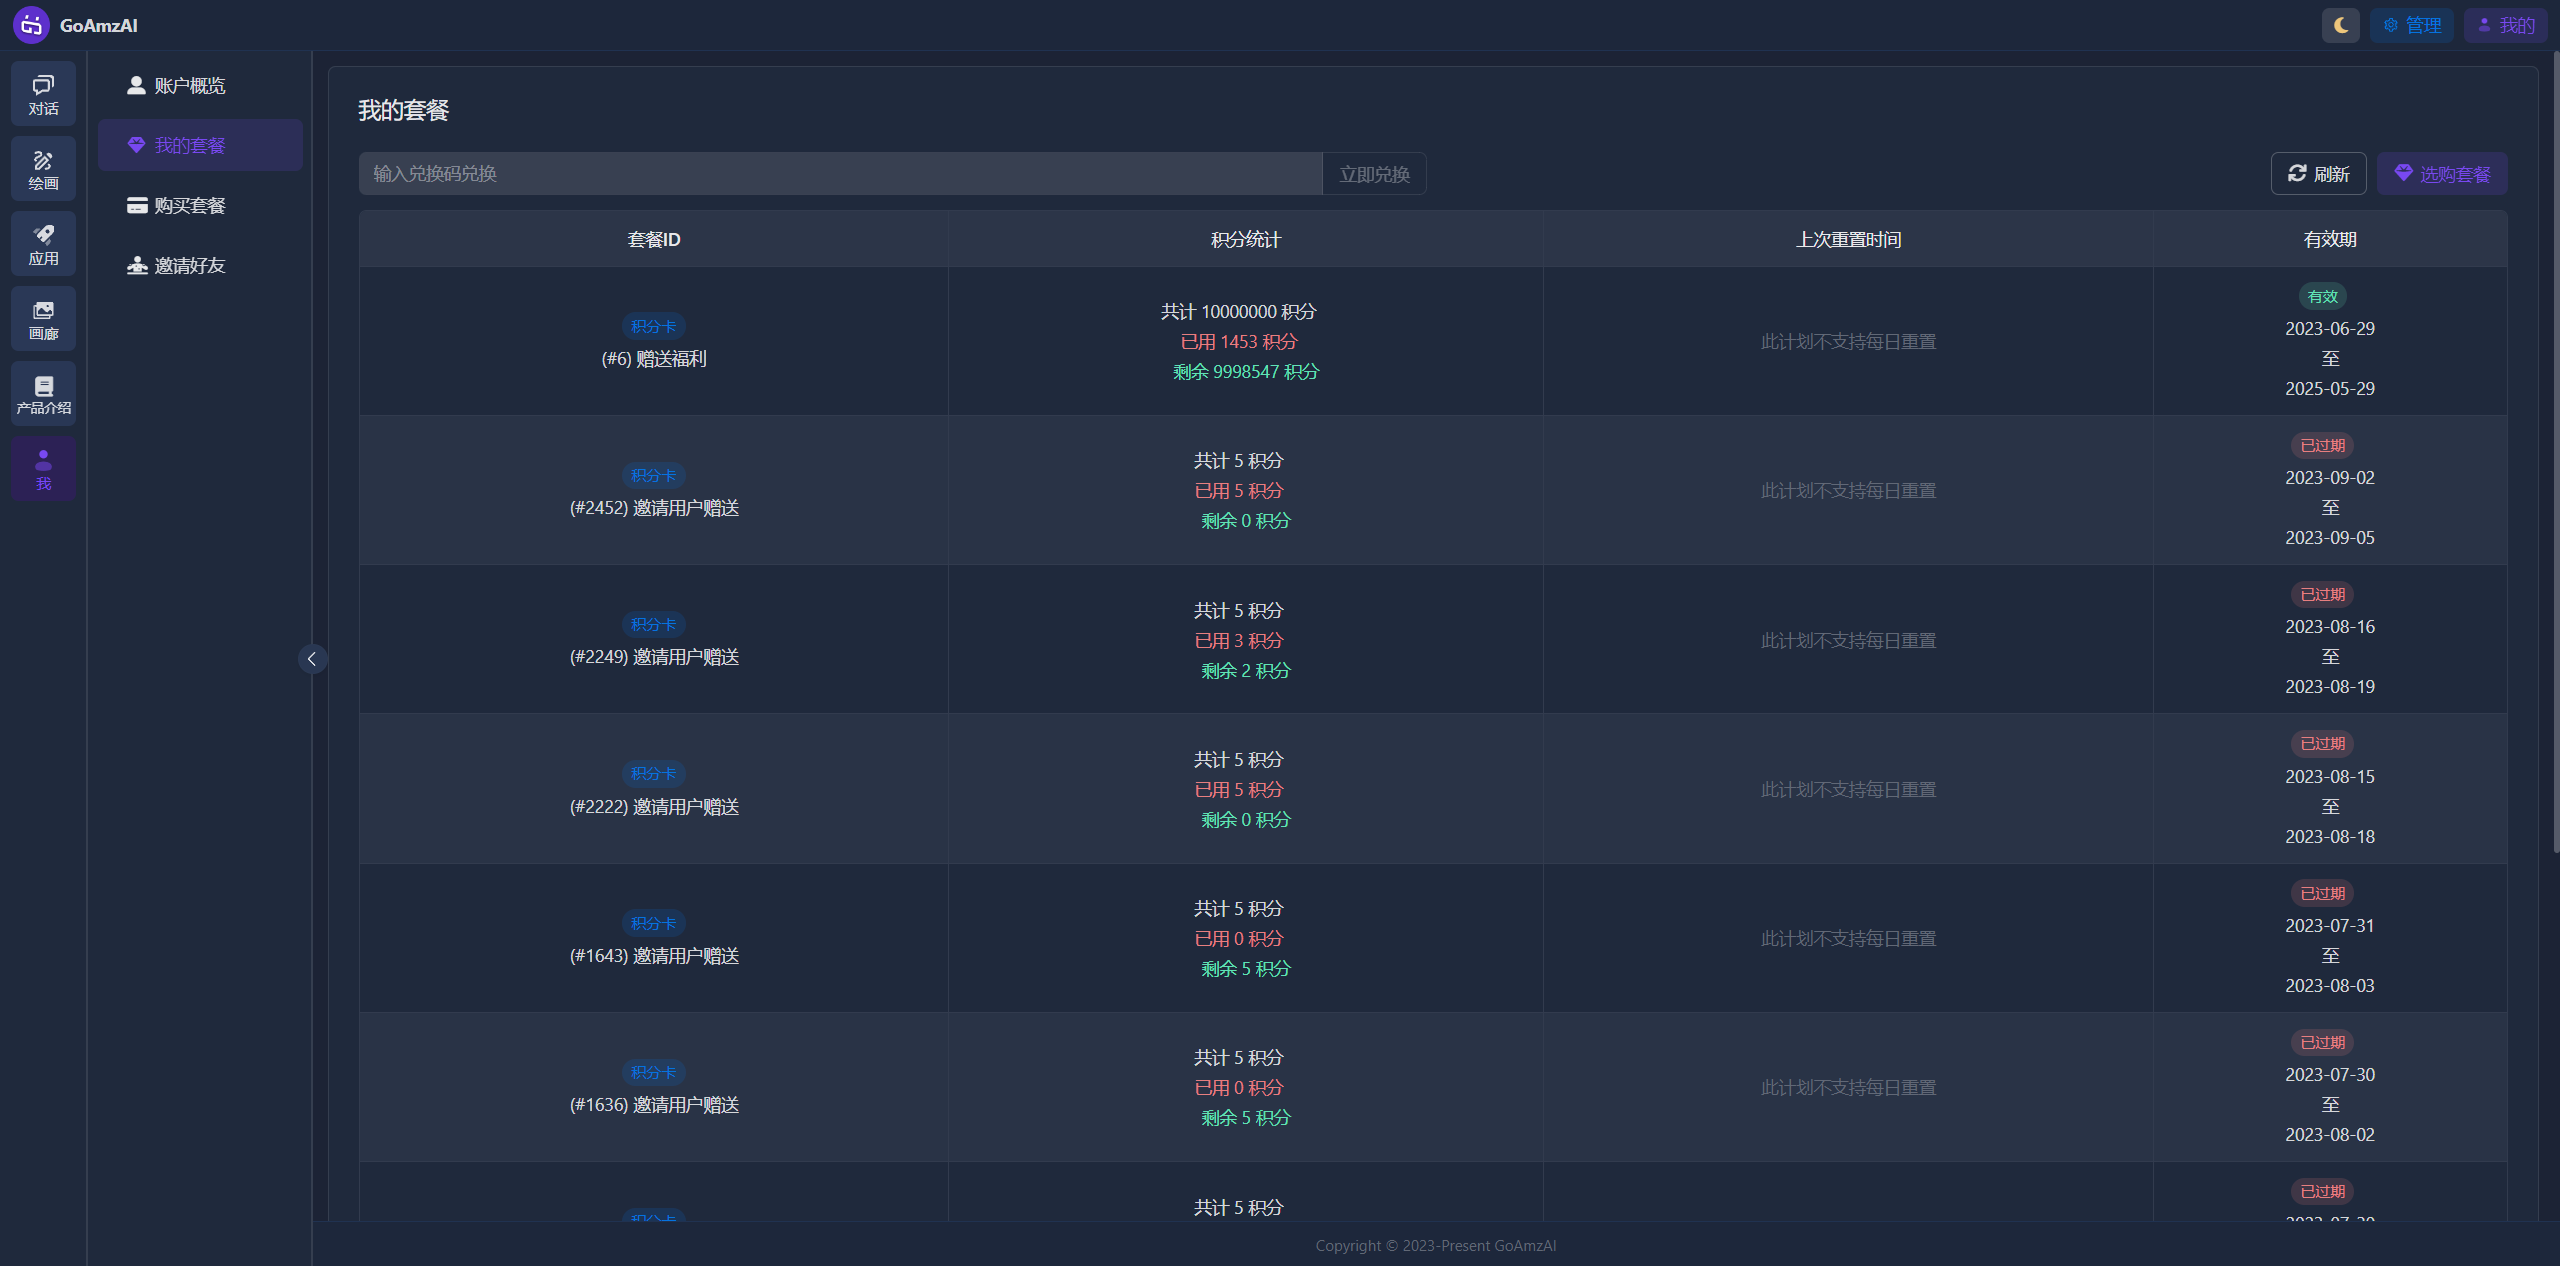 GoAmzAI
管理
我的
对话
绘画
应用
画廊
产品介绍
我
账户概览
我的套餐
购买套餐
邀请好友
我的套餐
输入兑换码兑换
立即兑换
刷新
选购套餐
套餐ID
积分统计
上次重置时间
有效期
积分卡
(#6) 赠送福利
共计 10000000 积分
已用 1453 积分
剩余 9998547 积分
此计划不支持每日重置
有效
2023-06-29
至
2025-05-29
积分卡
(#2452) 邀请用户赠送
共计 5 积分
已用 5 积分
剩余 0 积分
此计划不支持每日重置
已过期
2023-09-02
至
2023-09-05
积分卡
(#2249) 邀请用户赠送
共计 5 积分
已用 3 积分
剩余 2 积分
此计划不支持每日重置
已过期
2023-08-16
至
2023-08-19
积分卡
(#2222) 邀请用户赠送
共计 5 积分
已用 5 积分
剩余 0 积分
此计划不支持每日重置
已过期
2023-08-15
至
2023-08-18
积分卡
(#1643) 邀请用户赠送
共计 5 积分
已用 0 积分
剩余 5 积分
此计划不支持每日重置
已过期
2023-07-31
至
2023-08-03
积分卡
(#1636) 邀请用户赠送
共计 5 积分
已用 0 积分
剩余 5 积分
此计划不支持每日重置
已过期
2023-07-30
至
2023-08-02
积分卡
共计 5 积分
已过期
Copyright © 2023-Present GoAmzAI